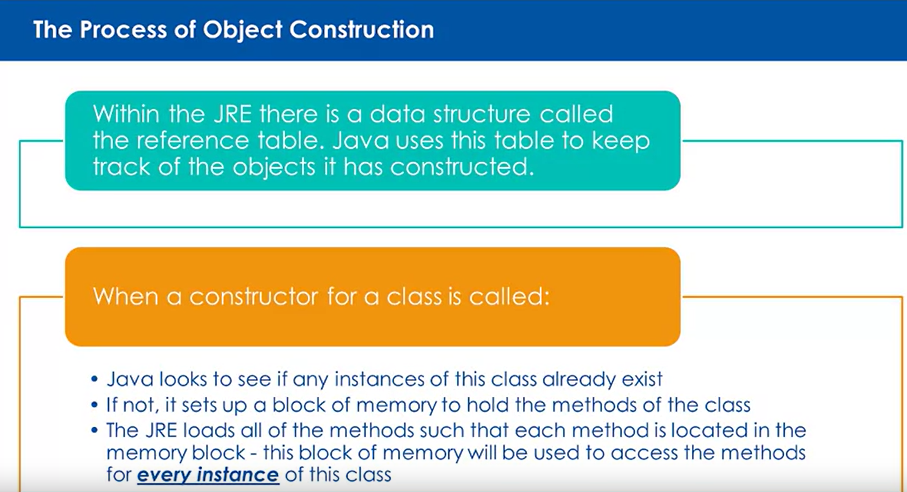 The Process of Object Construction
Within the JRE there is a data structure called
the reference table. Java uses this table to keep
track of the objects it has constructed.
When a constructor for a class is called:
• Java looks to see if any instances of this class already exist
• If not, it sets up a block of memory to hold the methods of the class
• The JRE loads all of the methods such that each method is located in the
memory block - this block of memory will be used to access the methods
for every instance of this class